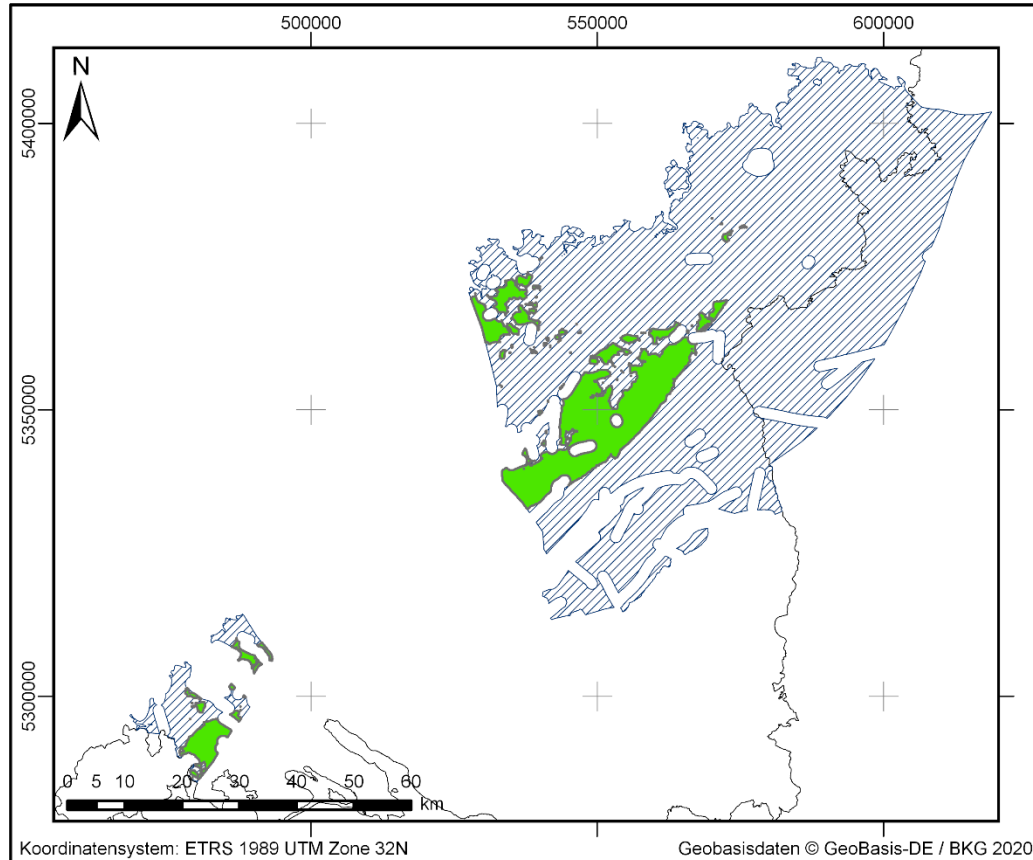 500000 550000 600000
N
5400000
5350000
5300000
0 5 10 20 30 40 50 60
km
Koordinatensystem: ETRS 1989 UTM Zone 32N
Geobasisdaten © GeoBasis-DE / BKG 2020